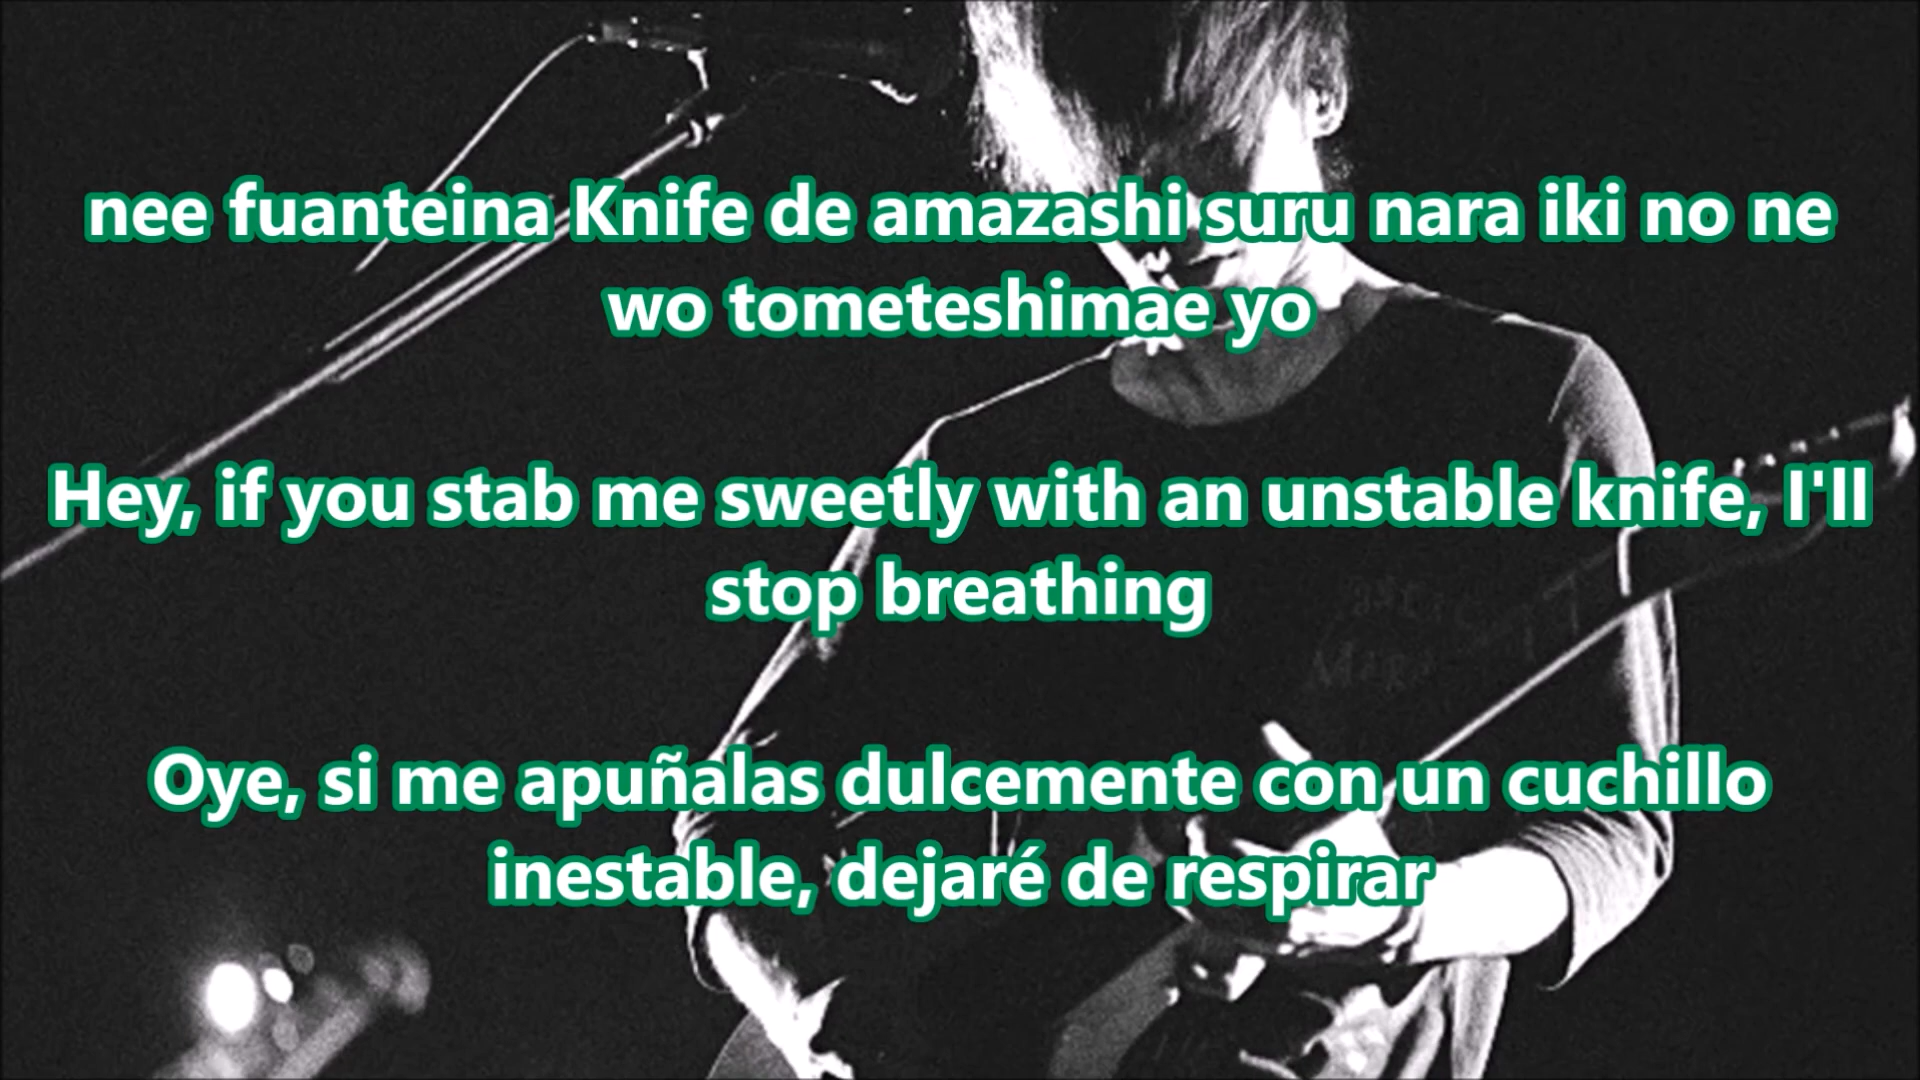 nee fuanteina Knife de amazashi suru nara iki no ne
wo tometeshimae yo
Hey, if you stab me sweetly with an unstable knife, I'll
stop breathing
Oye, si me apuñalas dulcemente con un cuchillo
inestable, dejaré de respirar